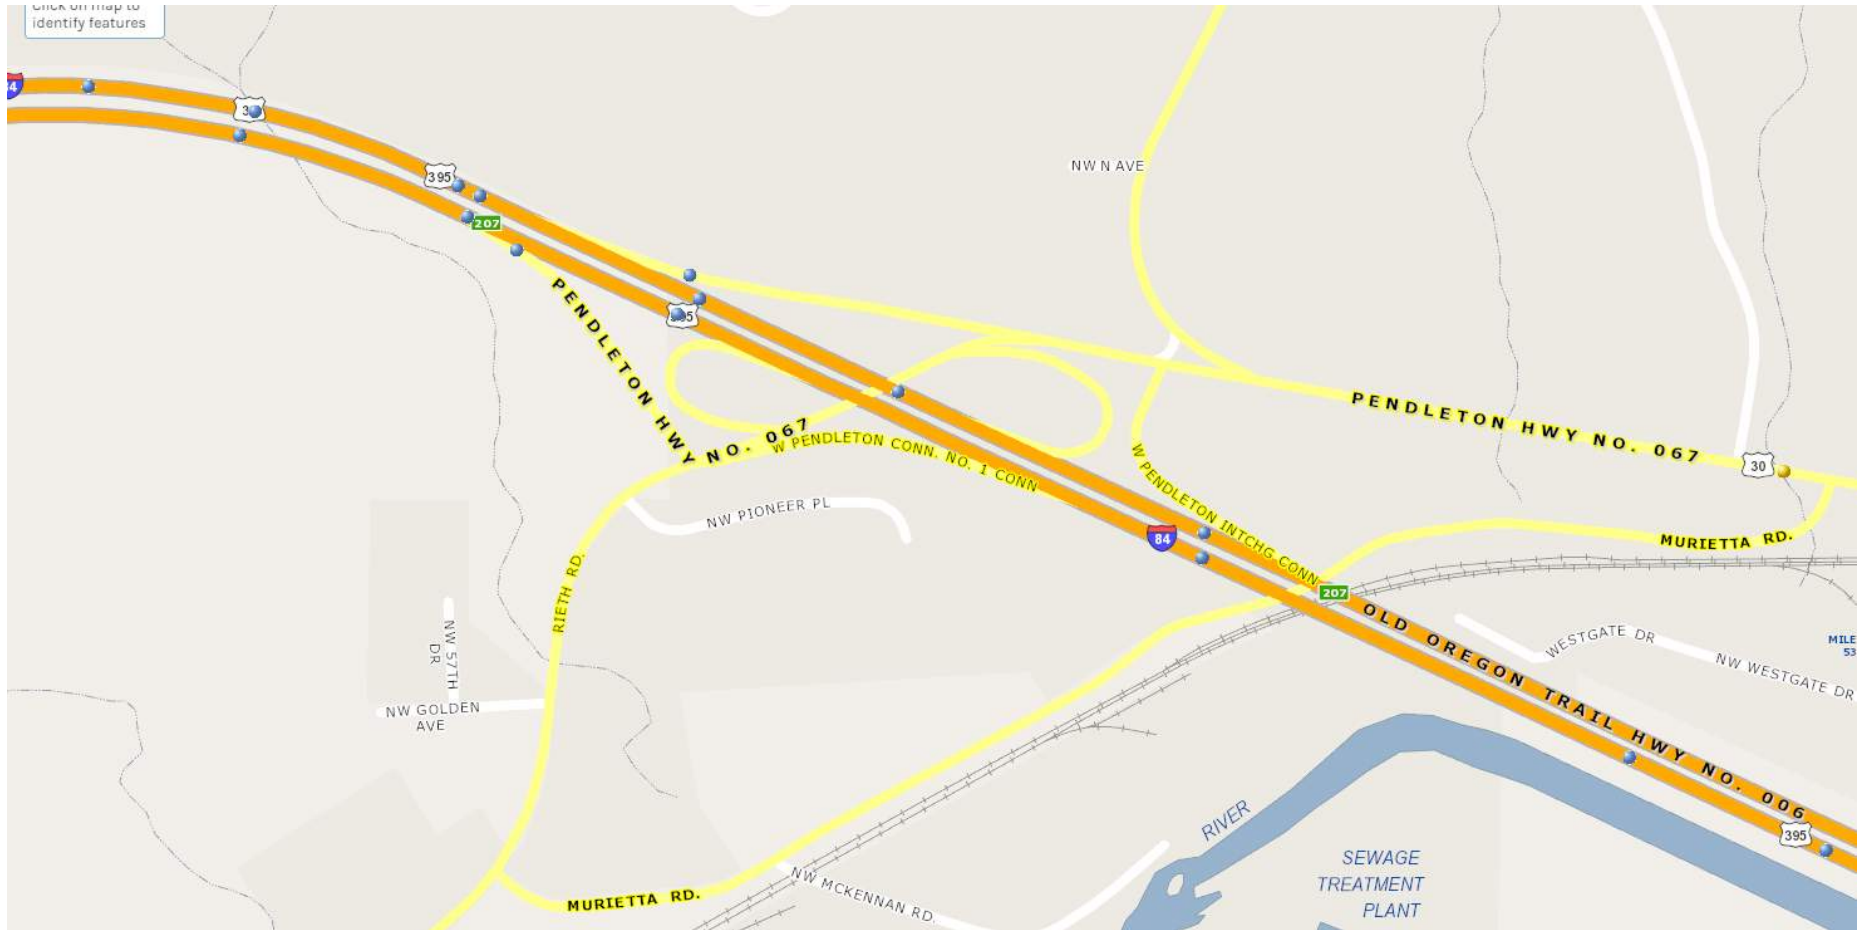 Click on map to
identify features
84
3
395
207
395
NW N AVE
PENDLETON HWY NO. 067
W PENDLETON CONN. NO. 1 CONN
W PENDLETON INTCHG CONN
PENDLETON HWY NO. 067
30
NW PIONEER PL
84
MURIETTA RD.
RIETH RD.
207
OLD OREGON TRAIL HWY NO. 006
WESTGATE DR
NW WESTGATE DR
MILE
53
NW 57TH
DR
NW GOLDEN
AVE
RIVER
395
SEWAGE
TREATMENT
PLANT
MURIETTA RD.
NW MCKENNAN RD.